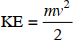 KE = mv²/2